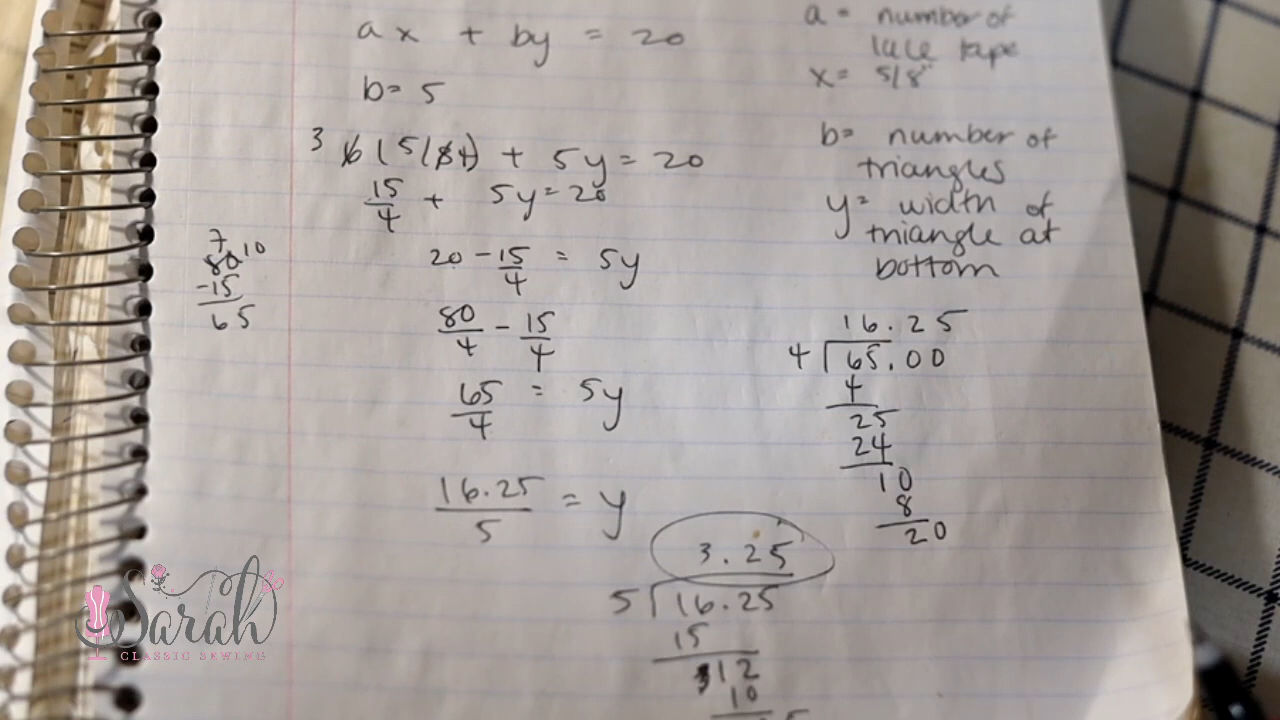 ax + by = 20
b= 5
3 6(5/84) + 5y = 20
15/4 + 5y = 20
20 - 15/4 = 5y
80/4 - 15/4
65/4 = 5y
16.25/5 = y
7 10
80
-15
65
a = number of
lace tape
x = 5/8"
b= number of
triangles
y= width of
triangle at
bottom
16.25
4 65.00
4
25
24
10
8
20
3.25
5 16.25
15
12
10
Sarah
CLASSIC SEWING